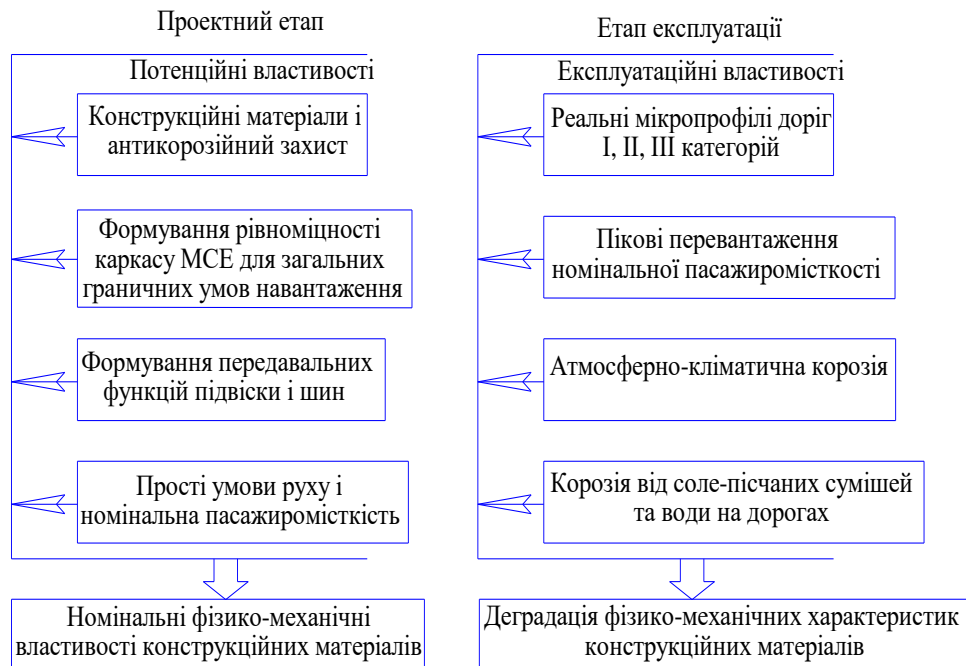 Проектний етап
Потенційні властивості
Конструкційні матеріали і
антикорозійний захист
Формування рівноміцності
каркасу МСЕ для загальних
граничних умов навантаження
Формування передавальних
функцій підвіски і шин
Прості умови руху і
номінальна пасажиромісткість
Номінальні фізико-механічні
властивості конструкційних матеріалів
Етап експлуатації
Експлуатаційні властивості
Реальні мікропрофілі доріг
І, ІІ, ІІІ категорій
Пікові перевантаження
номінальної пасажиромісткості
Атмосферно-кліматична корозія
Корозія від соле-пісчаних сумішей
та води на дорогах
Деградація фізико-механічних характеристик
конструкційних матеріалів